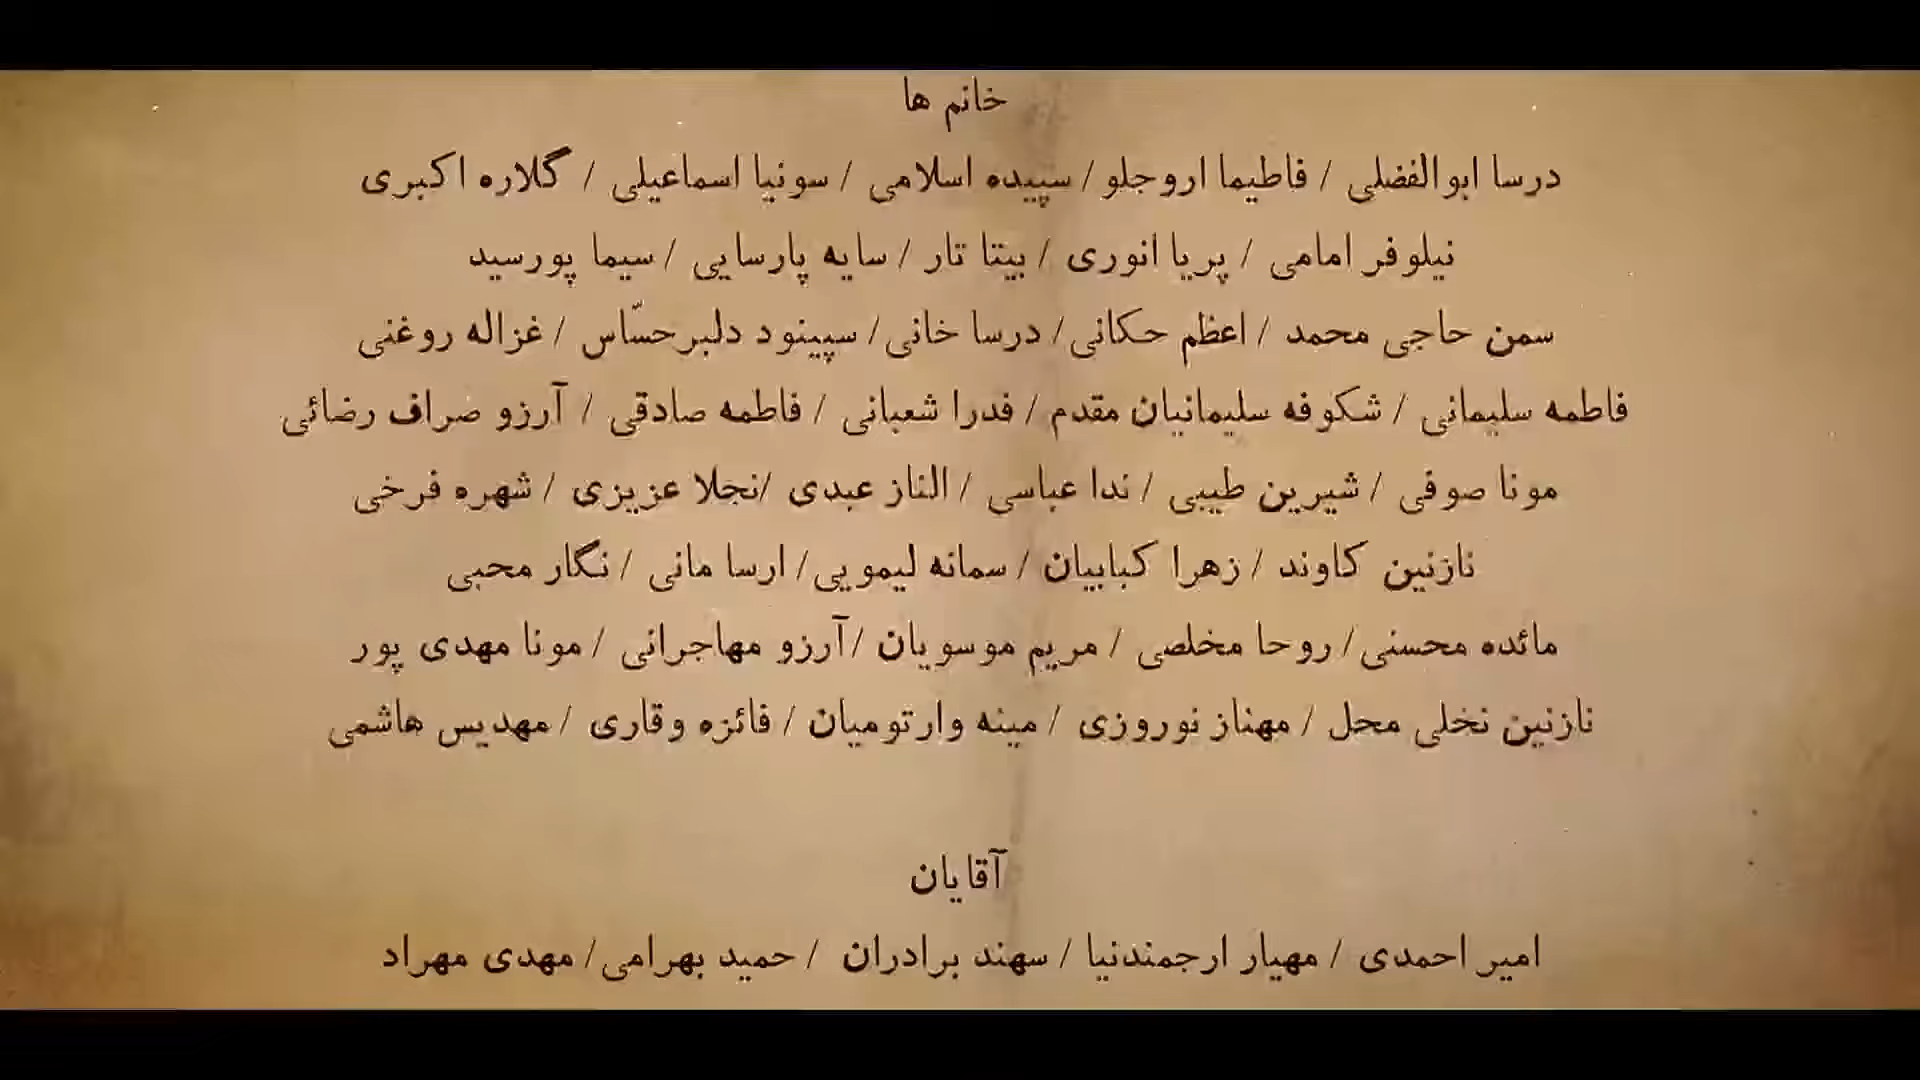 خانم ها
درسا ابوالفضلی / فاطیما اروجلو / سپیده اسلامی / سونیا اسماعیلی / گلاره اکبری
نیلوفر امامی / پریا انوری / بیتا تار / سایه پارسایی / سیما پورسید
سمن حاجی محمد / اعظم حکانی / درسا خانی / سپینود دلبرحسّاس / غزاله روغنی
فاطمه سلیمانی / شکوفه سلیمانیان مقدم / فدرا شعبانی / فاطمه صادقی / آرزو صراف رضائی
مونا صوفی / شیرین طیبی / ندا عباسی / الناز عبدی / نجلا عزیزی / شهره فرخی
نازنین کاوند / زهرا کبابیان / سمانه لیمویی / ارسا مانی / نگار محبی
مائده محسنی / روحا مخلصی / مریم موسویان / آرزو مهاجرانی / مونا مهدی پور
نازنین نخلی محل / مهناز نوروزی / مینه وارتومیان / فائزه وقاری / مهدیس هاشمی
آقایان
امیر احمدی / مهیار ارجمندنیا / سهند برادران / حمید بهرامی / مهدی مهراد